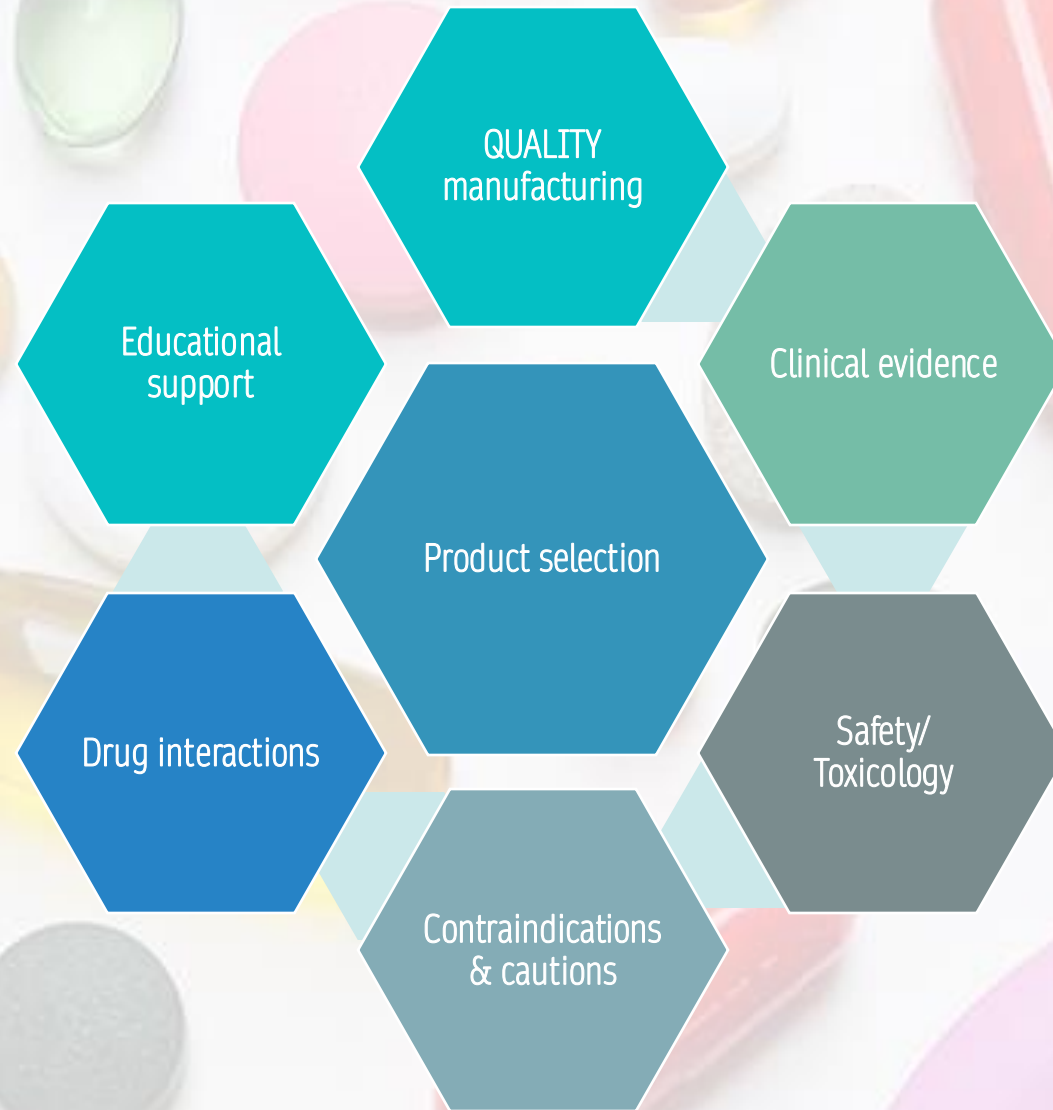 QUALITY
manufacturing
Educational
support
Clinical evidence
Product selection
Drug interactions
Safety/
Toxicology
Contraindications
& cautions